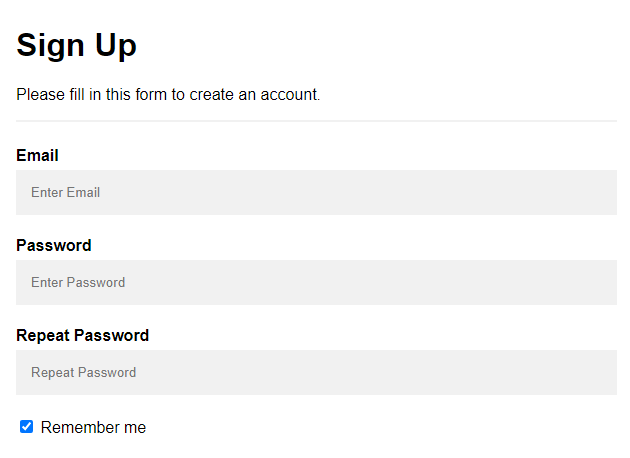 Sign Up
Please fill in this form to create an account.
Email
Enter Email
Password
Enter Password
Repeat Password
Repeat Password
Remember me